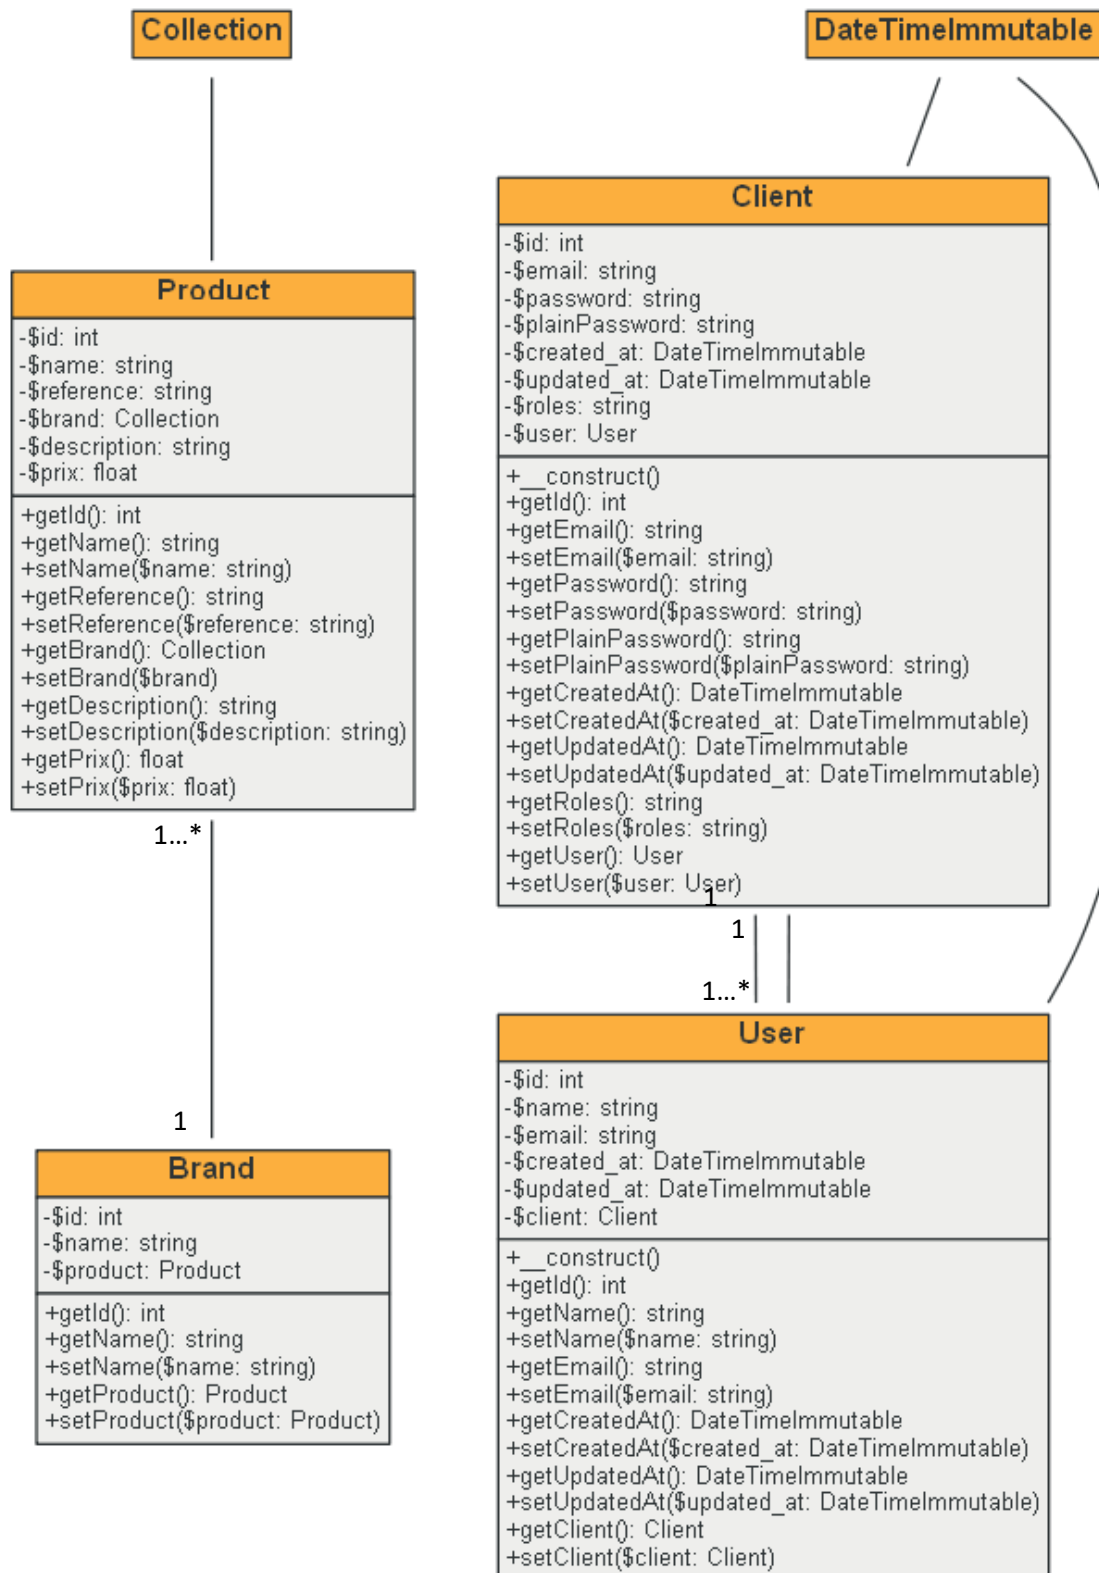 Collection
DateTimeImmutable
Product
-$id: int
-$name: string
-$reference: string
-$brand: Collection
-$description: string
-$prix: float
+getId(): int
+getName(): string
+setName($name: string)
+getReference(): string
+setReference($reference: string)
+getBrand(): Collection
+setBrand($brand)
+getDescription(): string
+setDescription($description: string)
+getPrix(): float
+setPrix($prix: float)
1...*
1
Brand
-$id: int
-$name: string
-$product: Product
+getId(): int
+getName(): string
+setName($name: string)
+getProduct(): Product
+setProduct($product: Product)
Client
-$id: int
-$email: string
-$password: string
-$plainPassword: string
-$created_at: DateTimeImmutable
-$updated_at: DateTimeImmutable
-$roles: string
-$user: User
+__construct()
+getId(): int
+getEmail(): string
+setEmail($email: string)
+getPassword(): string
+setPassword($password: string)
+getPlainPassword(): string
+setPlainPassword($plainPassword: string)
+getCreatedAt(): DateTimeImmutable
+setCreatedAt($created_at: DateTimeImmutable)
+getUpdatedAt(): DateTimeImmutable
+setUpdatedAt($updated_at: DateTimeImmutable)
+getRoles(): string
+setRoles($roles: string)
+getUser(): User
+setUser($user: User)
1
1
1...*
User
-$id: int
-$name: string
-$email: string
-$created_at: DateTimeImmutable
-$updated_at: DateTimeImmutable
-$client: Client
+__construct()
+getId(): int
+getName(): string
+setName($name: string)
+getEmail(): string
+setEmail($email: string)
+getCreatedAt(): DateTimeImmutable
+setCreatedAt($created_at: DateTimeImmutable)
+getUpdatedAt(): DateTimeImmutable
+setUpdatedAt($updated_at: DateTimeImmutable)
+getClient(): Client
+setClient($client: Client)